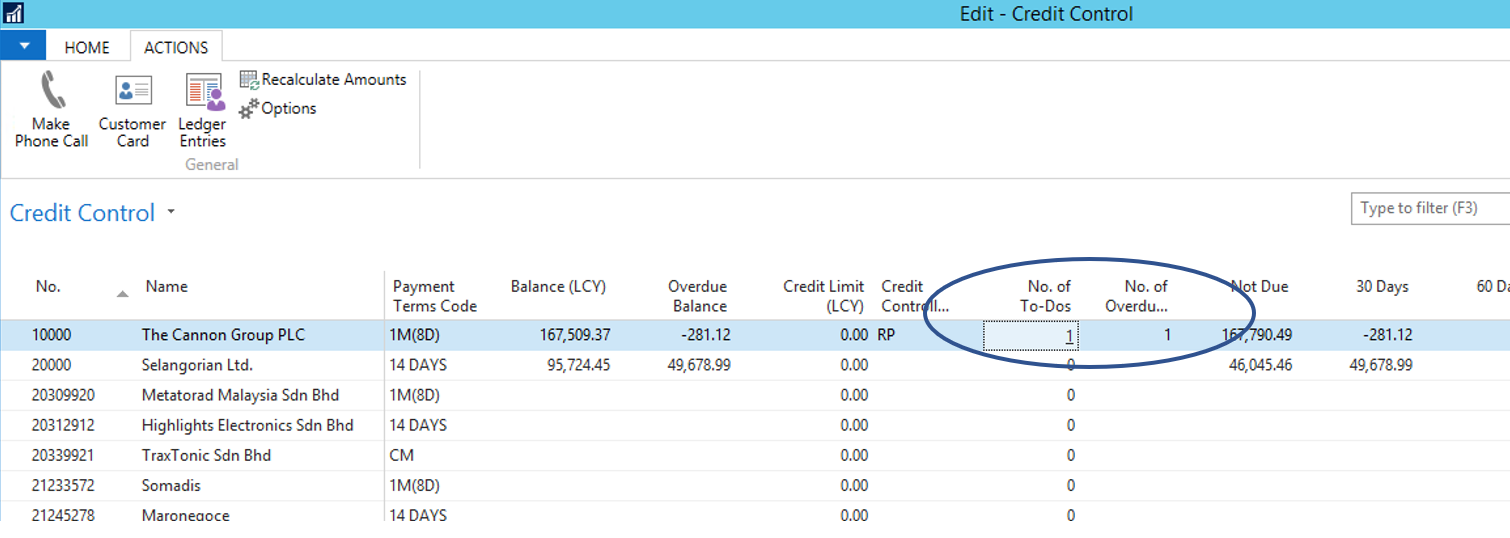 Edit - Credit Control
HOME ACTIONS
Make Phone Call
Customer Card
Ledger Entries
Recalculate Amounts
Options
General
Credit Control
Type to filter (F3)
No. Name Payment Terms Code Balance (LCY) Overdue Balance Credit Limit (LCY) Credit Controll... No. of To-Dos No. of Overdu... Not Due 30 Days 60 Da
10000 The Cannon Group PLC 1M(8D) 167,509.37 -281.12 0.00 RP 1 1 167,790.49 -281.12
20000 Selangorian Ltd. 14 DAYS 95,724.45 49,678.99 0.00 0 46,045.46 49,678.99
20309920 Metatorad Malaysia Sdn Bhd 1M(8D) 0.00 0
20312912 Highlights Electronics Sdn Bhd 14 DAYS 0.00 0
20339921 TraxTonic Sdn Bhd CM 0.00 0
21233572 Somadis 1M(8D) 0.00 0
21245278 Maronegoce 14 DAYS 0.00 0